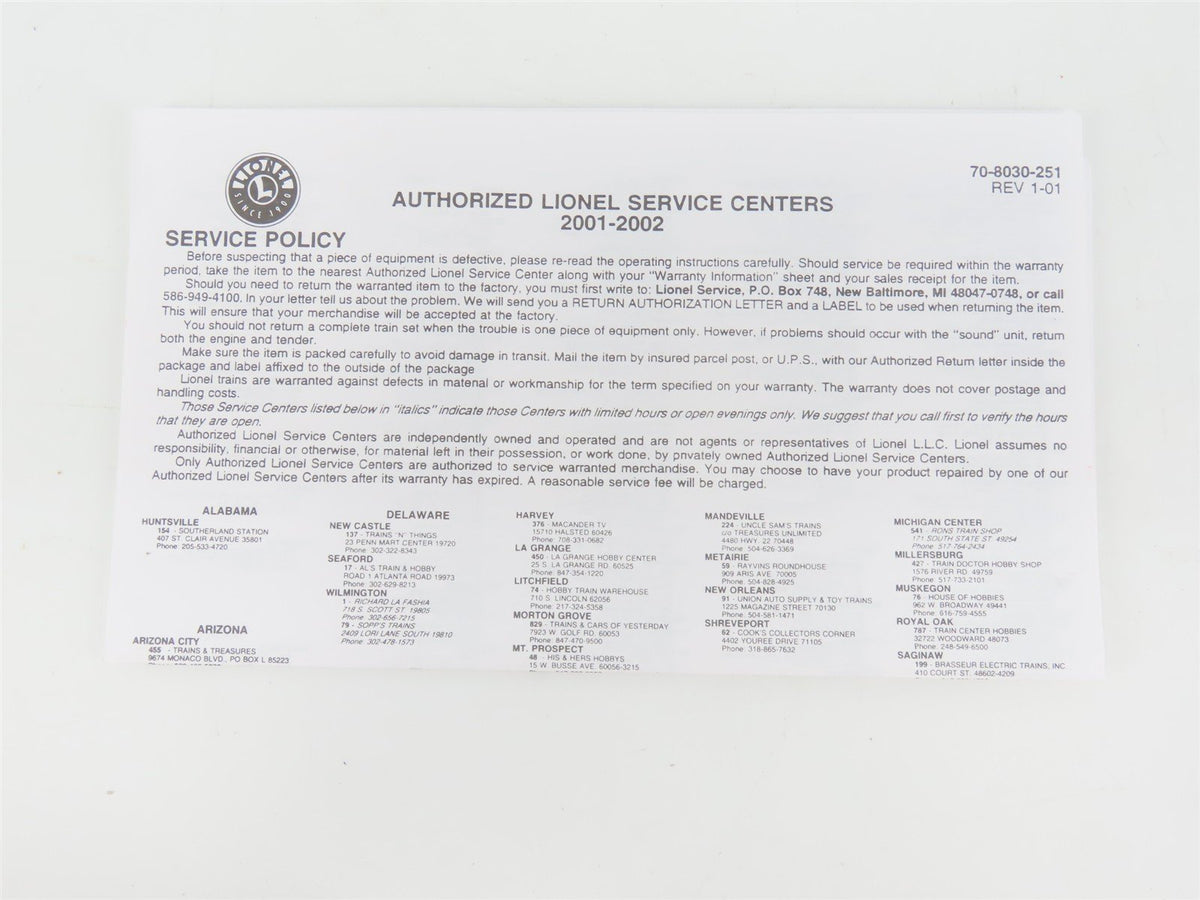 LIONEL
L
SINCE 1900
70-8030-251
REV 1-01
AUTHORIZED LIONEL SERVICE CENTERS
2001-2002
SERVICE POLICY
Before suspecting that a piece of equipment is defective, please re-read the operating instructions carefully. Should service be required within the warranty
period, take the item to the nearest Authorized Lionel Service Center along with your "Warranty Information" sheet and your sales receipt for the item.
Should you need to return the warranted item to the factory, you must first write to: Lionel Service, P.O. Box 748, New Baltimore, MI 48047-0748, or call
586-949-4100. In your letter tell us about the problem. We will send you a RETURN AUTHORIZATION LETTER and a LABEL to be used when returning the item.
This will ensure that your merchandise will be accepted at the factory.
You should not return a complete train set when the trouble is one piece of equipment only. However, if problems should occur with the "sound" unit, return
both the engine and tender.
Make sure the item is packed carefully to avoid damage in transit. Mail the item by insured parcel post, or U.P.S., with our Authorized Return letter inside the
package and label affixed to the outside of the package
Lionel trains are warranted against defects in material or workmanship for the term specified on your warranty. The warranty does not cover postage and
handling costs.
Those Service Centers listed below in "italics" indicate those Centers with limited hours or open evenings only. We suggest that you call first to verify the hours
that they are open.
Authorized Lionel Service Centers are independently owned and operated and are not agents or representatives of Lionel L.L.C. Lionel assumes no
responsibility, financial or otherwise, for material left in their possession, or work done, by privately owned Authorized Lionel Service Centers.
Only Authorized Lionel Service Centers are authorized to service warranted merchandise. You may choose to have your product repaired by one of our
Authorized Lionel Service Centers after its warranty has expired. A reasonable service fee will be charged.
ALABAMA
HUNTSVILLE
154 - SOUTHERLAND STATION
407 ST. CLAIR AVENUE 35801
Phone: 205-533-4720
ARIZONA
ARIZONA CITY
455 - TRAINS & TREASURES
9674 MONACO BLVD., PO BOX L 85223
DELAWARE
NEW CASTLE
137 - TRAINS "N" THINGS
23 PENN MART CENTER 19720
Phone: 302-322-8343
SEAFORD
17 - AL'S TRAIN & HOBBY
ROAD 1 ATLANTA ROAD 19973
Phone: 302-629-8213
WILMINGTON
1 - RICHARD LA FASHIA
718 S. SCOTT ST. 19805
Phone: 302-656-7215
79 - SOPP'S TRAINS
2409 LORI LANE SOUTH 19810
Phone: 302-478-1573
HARVEY
376 - MACANDER TV
15710 HALSTED 60426
Phone: 708-331-0682
LA GRANGE
450 - LA GRANGE HOBBY CENTER
25 S. LA GRANGE RD. 60525
Phone: 847-354-1220
LITCHFIELD
74 - HOBBY TRAIN WAREHOUSE
710 S. LINCOLN 62056
Phone: 217-324-5358
MORTON GROVE
829 - TRAINS & CARS OF YESTERDAY
7923 W. GOLF RD. 60053
Phone: 847-470-9500
MT. PROSPECT
48 - HIS & HERS HOBBYS
15 W. BUSSE AVE. 60056-3215
MANDEVILLE
224 - UNCLE SAM'S TRAINS
c/o TREASURES UNLIMITED
4480 HWY. 22 70448
Phone: 504-626-3369
METAIRIE
59 - RAYVINS ROUNDHOUSE
909 ARIS AVE. 70005
Phone: 504-828-4925
NEW ORLEANS
91 - UNION AUTO SUPPLY & TOY TRAINS
1225 MAGAZINE STREET 70130
Phone: 504-581-1471
SHREVEPORT
62 - COOK'S COLLECTORS CORNER
4402 YOUREE DRIVE 71105
Phone: 318-865-7632
MICHIGAN CENTER
541 - RONS TRAIN SHOP
171 SOUTH STATE ST. 49254
Phone: 517-764-2434
MILLERSBURG
427 - TRAIN DOCTOR HOBBY SHOP
1576 RIVER RD. 49759
Phone: 517-733-2101
MUSKEGON
76 - HOUSE OF HOBBIES
962 W. BROADWAY 49441
Phone: 616-759-4555
ROYAL OAK
787 - TRAIN CENTER HOBBIES
32722 WOODWARD 48073
Phone: 248-549-6500
SAGINAW
199 - BRASSEUR ELECTRIC TRAINS, INC
410 COURT ST. 48602-4209